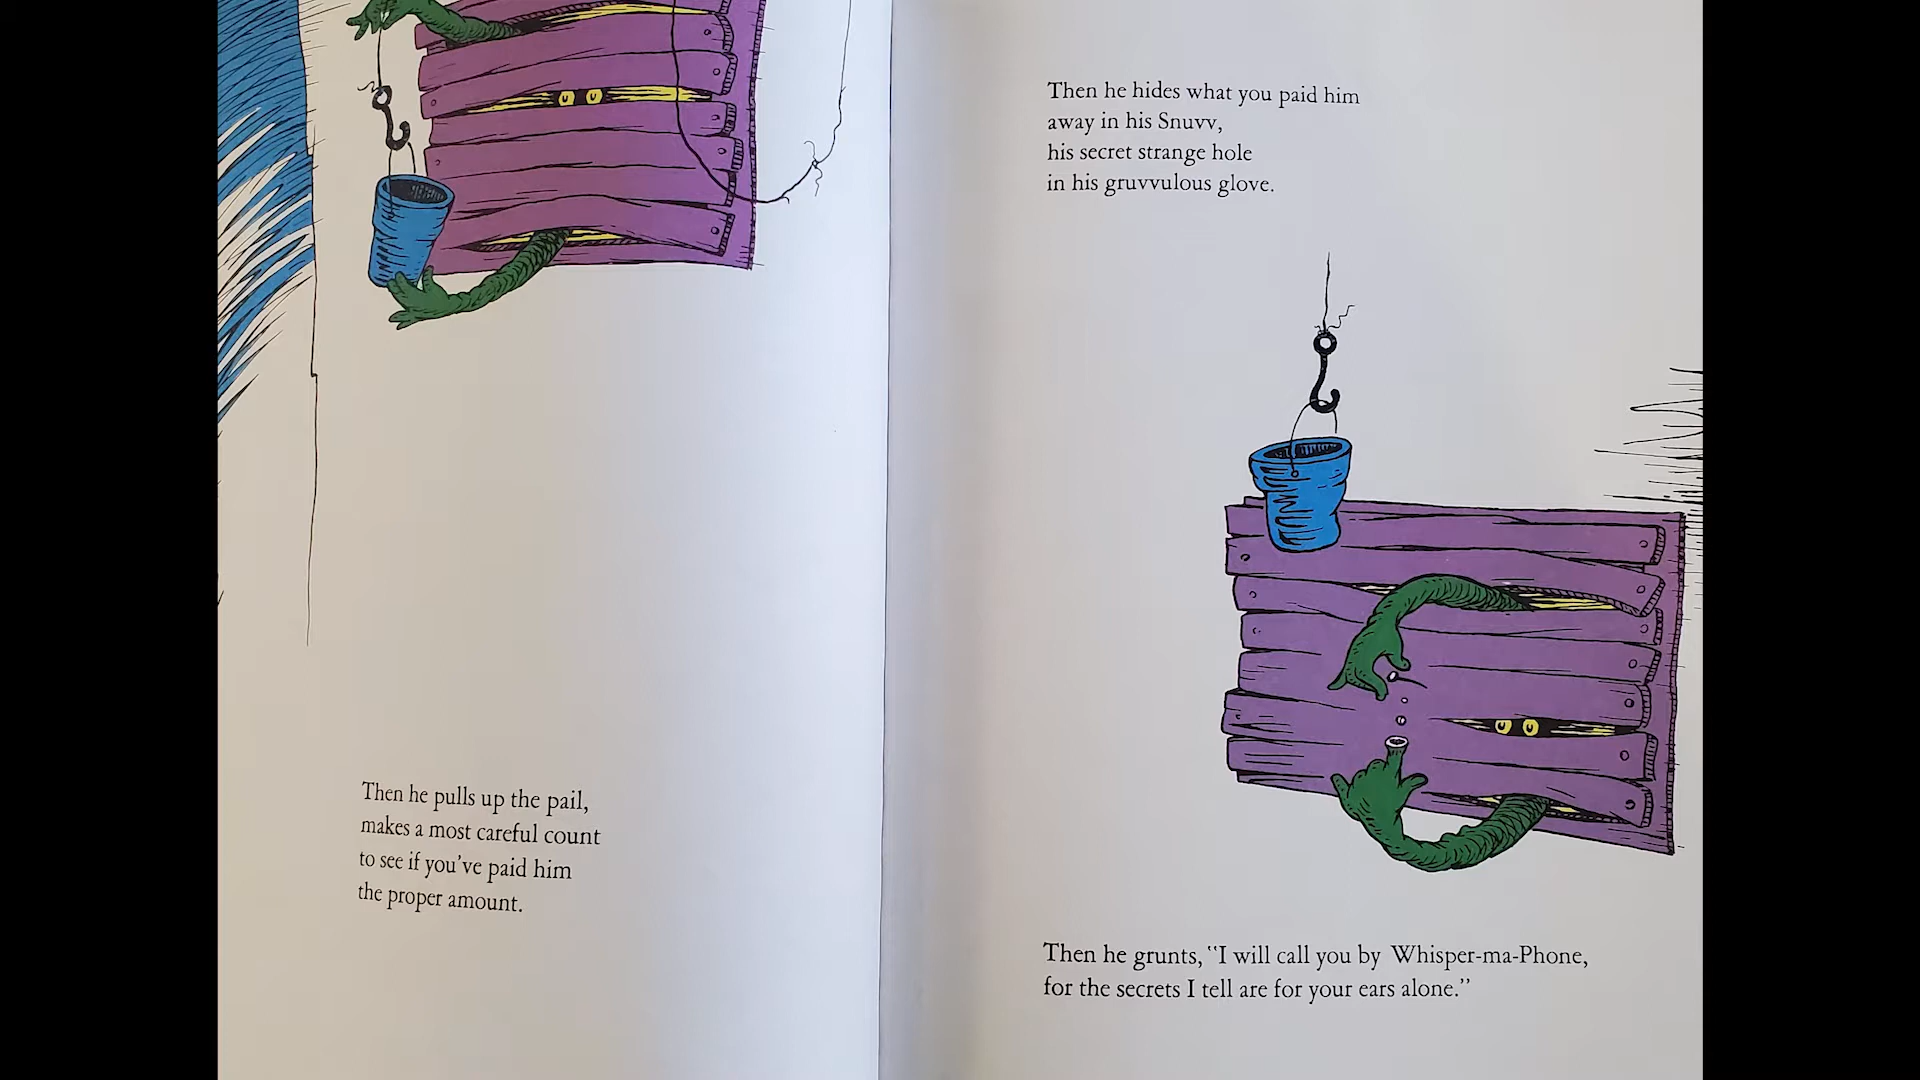 Then he pulls up the pail,
makes a most careful count
to see if you've paid him
the proper amount.
Then he hides what you paid him
away in his Snuvv,
his secret strange hole
in his gruvvulous glove.
Then he grunts, "I will call you by Whisper-ma-Phone,
for the secrets I tell are for your ears alone."